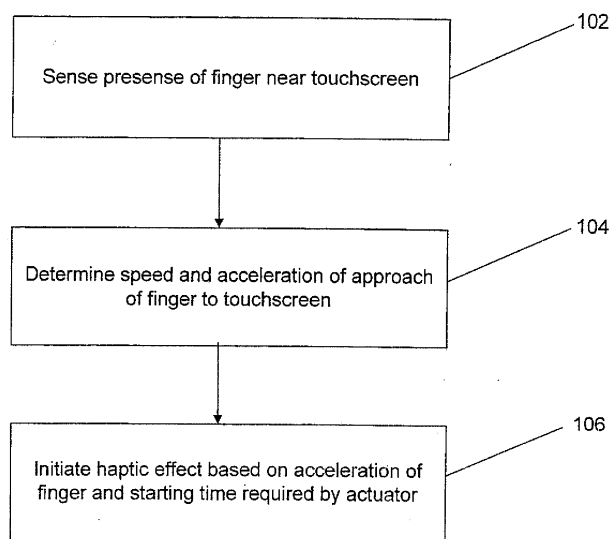 102
Sense presense of finger near touchscreen
104
Determine speed and acceleration of approach
of finger to touchscreen
106
Initiate haptic effect based on acceleration of
finger and starting time required by actuator